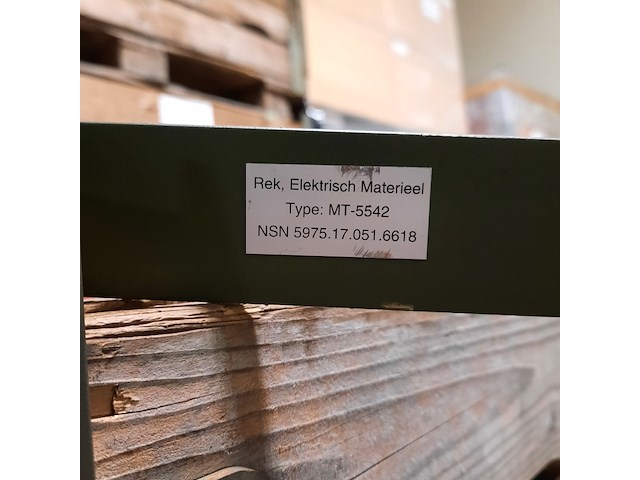 Rek, Elektrisch Materieel
Type: MT-5542
NSN 5975.17.051.6618